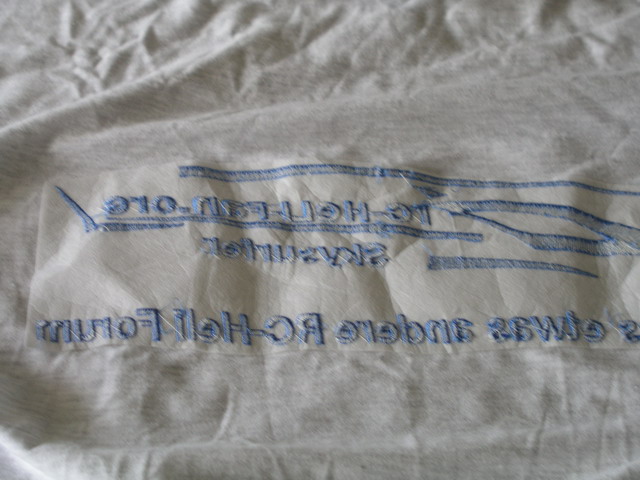 rc-HeLi-Fan.org
Skysurfer
s etwas andere RC-Heli Forum